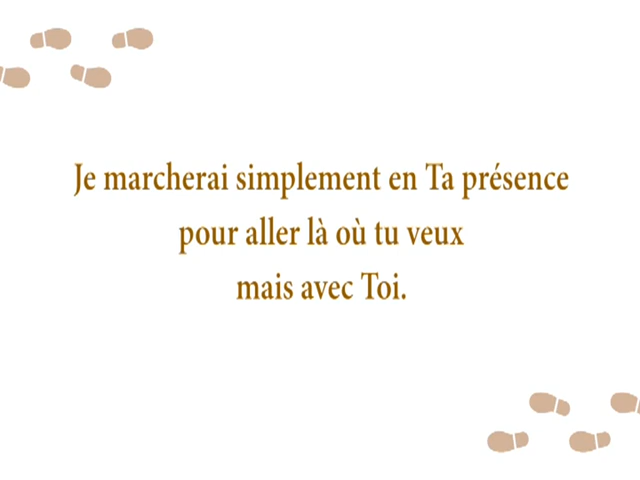 Je marcherai simplement en Ta présence
pour aller là où tu veux
mais avec Toi.